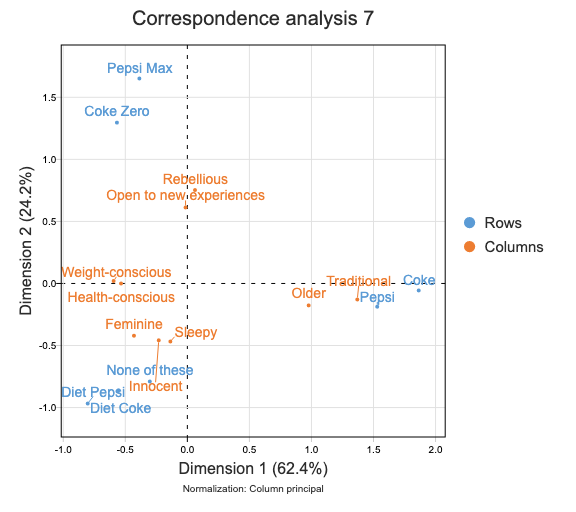 Correspondence analysis 7
Pepsi Max
1.5
Coke Zero
1.0
Rebellious
Open to new experiences
0.5
Weight-conscious
Traditional
Coke
0.0
Older
Pepsi
Health-conscious
Feminine
Sleepy
-0.5
None of these
Innocent
Diet Pepsi
Diet Coke
-1.0
-1.0 -0.5 0.0 0.5 1.0 1.5 2.0
Dimension 2 (24.2%)
Dimension 1 (62.4%)
Normalization: Column principal
Rows
Columns